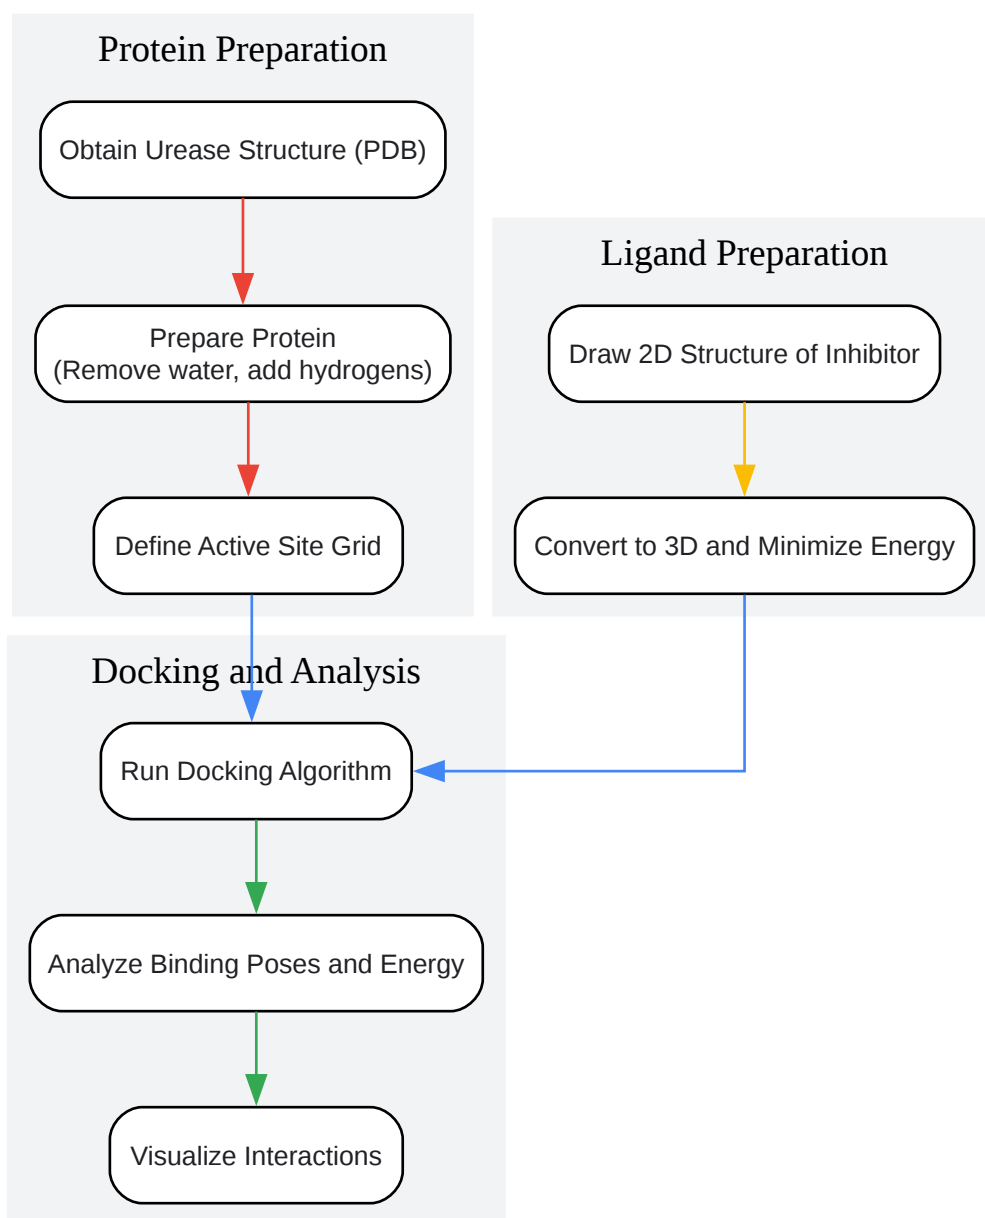 Protein Preparation
Obtain Urease Structure (PDB)
Prepare Protein
(Remove water, add hydrogens)
Define Active Site Grid
Ligand Preparation
Draw 2D Structure of Inhibitor
Convert to 3D and Minimize Energy
Docking and Analysis
Run Docking Algorithm
Analyze Binding Poses and Energy
Visualize Interactions